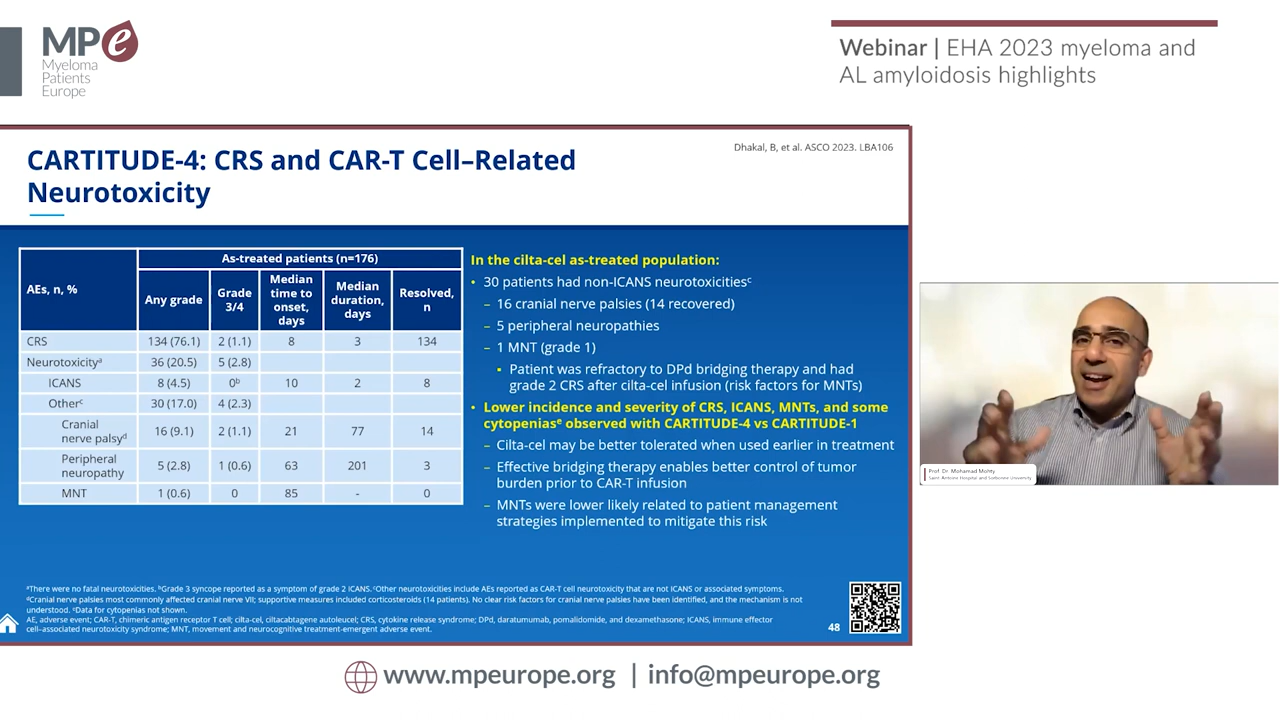 MPe
Myeloma
Patients
Europe
Webinar | EHA 2023 myeloma and
AL amyloidosis highlights
CARTITUDE-4: CRS and CAR-T Cell–Related
Neurotoxicity
Dhakal, B, et al. ASCO 2023. LBA106
AEs, n, %
As-treated patients (n=176)
Any grade
Grade
3/4
Median
time to
onset,
days
Median
duration,
days
Resolved,
n
CRS 134 (76.1) 2 (1.1) 8 3 134
Neurotoxicityᵃ 36 (20.5) 5 (2.8)
ICANS 8 (4.5) 0ᵇ 10 2 8
Otherᶜ 30 (17.0) 4 (2.3)
Cranial
nerve palsyᵈ 16 (9.1) 2 (1.1) 21 77 14
Peripheral
neuropathy 5 (2.8) 1 (0.6) 63 201 3
MNT 1 (0.6) 0 85 - 0
In the cilta-cel as-treated population:
• 30 patients had non-ICANS neurotoxicitiesᶜ
– 16 cranial nerve palsies (14 recovered)
– 5 peripheral neuropathies
– 1 MNT (grade 1)
▪ Patient was refractory to DPd bridging therapy and had
grade 2 CRS after cilta-cel infusion (risk factors for MNTs)
• Lower incidence and severity of CRS, ICANS, MNTs, and some
cytopeniasᵉ observed with CARTITUDE-4 vs CARTITUDE-1
– Cilta-cel may be better tolerated when used earlier in treatment
– Effective bridging therapy enables better control of tumor
burden prior to CAR-T infusion
– MNTs were lower likely related to patient management
strategies implemented to mitigate this risk
ᵃThere were no fatal neurotoxicities. ᵇGrade 3 syncope reported as a symptom of grade 2 ICANS. ᶜOther neurotoxicities include AEs reported as CAR-T cell neurotoxicity that are not ICANS or associated symptoms.
ᵈCranial nerve palsies most commonly affected cranial nerve VII; supportive measures included corticosteroids (14 patients). No clear risk factors for cranial nerve palsies have been identified, and the mechanism is not
understood. ᵉData for cytopenias not shown.
AE, adverse event; CAR-T, chimeric antigen receptor T cell; cilta-cel, ciltacabtagene autoleucel; CRS, cytokine release syndrome; DPd, daratumumab, pomalidomide, and dexamethasone; ICANS, immune effector
cell–associated neurotoxicity syndrome; MNT, movement and neurocognitive treatment-emergent adverse event.
48
Prof. Dr. Mohamad Mohty
Saint-Antoine Hospital and Sorbonne University
www.mpeurope.org | info@mpeurope.org